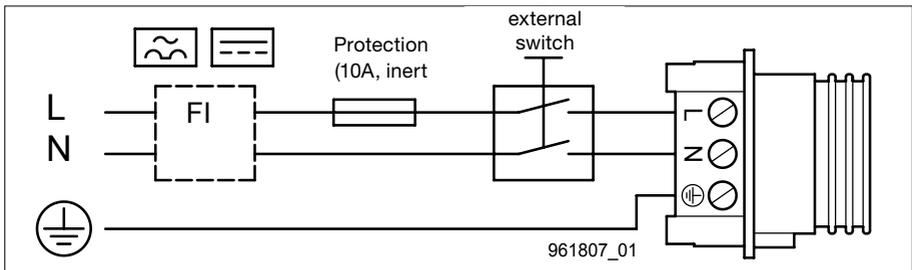 external
switch
Protection
(10A, inert
L
FI
N
L
N
961807_01